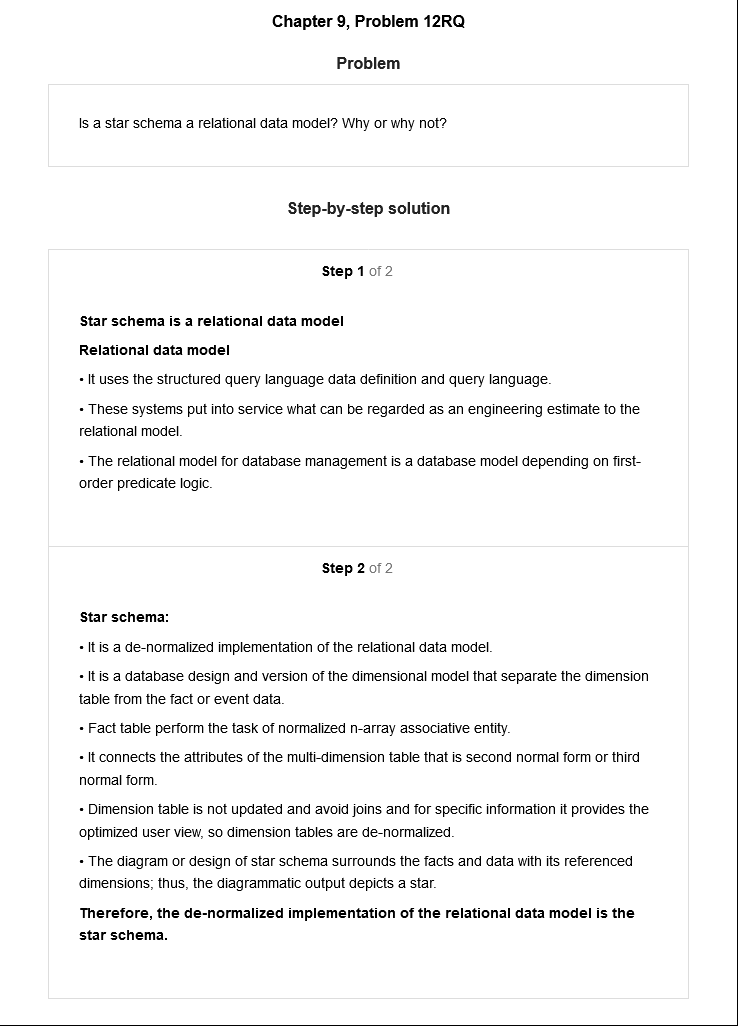 Chapter 9, Problem 12RQ
Problem
Is a star schema a relational data model? Why or why not?
Step-by-step solution
Step 1 of 2
Star schema is a relational data model
Relational data model
• It uses the structured query language data definition and query language.
• These systems put into service what can be regarded as an engineering estimate to the
relational model.
• The relational model for database management is a database model depending on first-
order predicate logic.
Step 2 of 2
Star schema:
• It is a de-normalized implementation of the relational data model.
• It is a database design and version of the dimensional model that separate the dimension
table from the fact or event data.
• Fact table perform the task of normalized n-array associative entity.
• It connects the attributes of the multi-dimension table that is second normal form or third
normal form.
• Dimension table is not updated and avoid joins and for specific information it provides the
optimized user view, so dimension tables are de-normalized.
• The diagram or design of star schema surrounds the facts and data with its referenced
dimensions; thus, the diagrammatic output depicts a star.
Therefore, the de-normalized implementation of the relational data model is the
star schema.